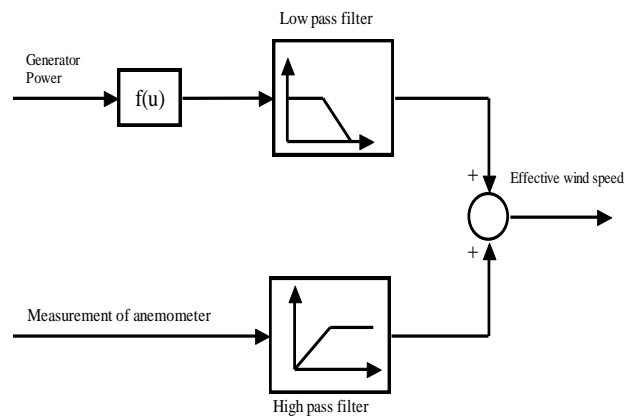 Low pass filter
Generator
Power
f(u)
+
Effective wind speed
+
Measurement of anemometer
High pass filter